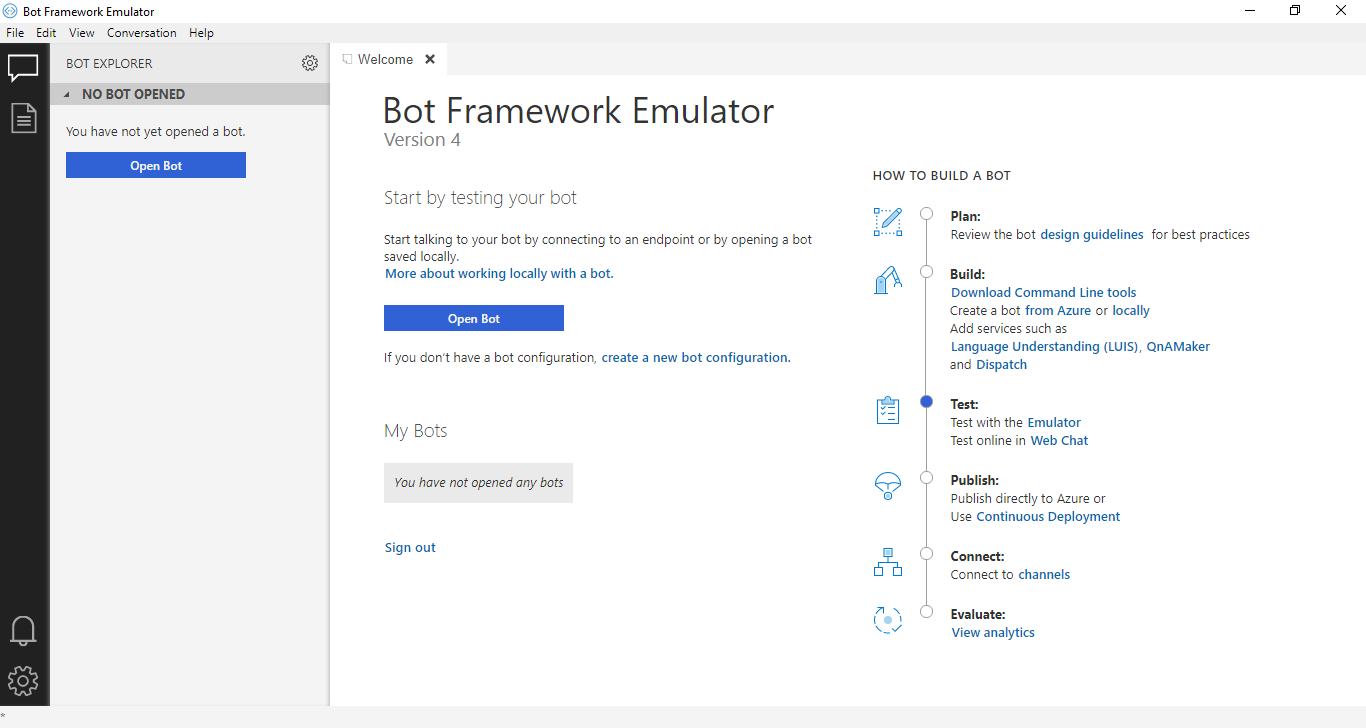 Bot Framework Emulator
File Edit View Conversation Help
BOT EXPLORER
NO BOT OPENED
You have not yet opened a bot.
Open Bot
Welcome
Bot Framework Emulator
Version 4
Start by testing your bot
Start talking to your bot by connecting to an endpoint or by opening a bot
saved locally.
More about working locally with a bot.
Open Bot
If you don't have a bot configuration, create a new bot configuration.
My Bots
You have not opened any bots
Sign out
HOW TO BUILD A BOT
Plan:
Review the bot design guidelines for best practices
Build:
Download Command Line tools
Create a bot from Azure or locally
Add services such as
Language Understanding (LUIS), QnAMaker
and Dispatch
Test:
Test with the Emulator
Test online in Web Chat
Publish:
Publish directly to Azure or
Use Continuous Deployment
Connect:
Connect to channels
Evaluate:
View analytics
*